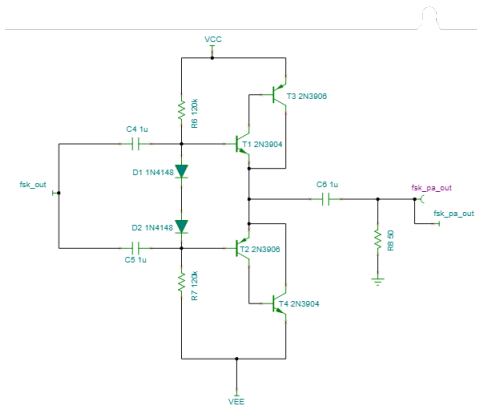 VCC
T3 2N3906
R6 120k
C4 1u
T1 2N3904
D1 1N4148
fsk_out
C6 1u
fsk_pa_out
fsk_pa_out
D2 1N4148
R8 50
C5 1u
T2 2N3906
R7 120k
T4 2N3904
VEE